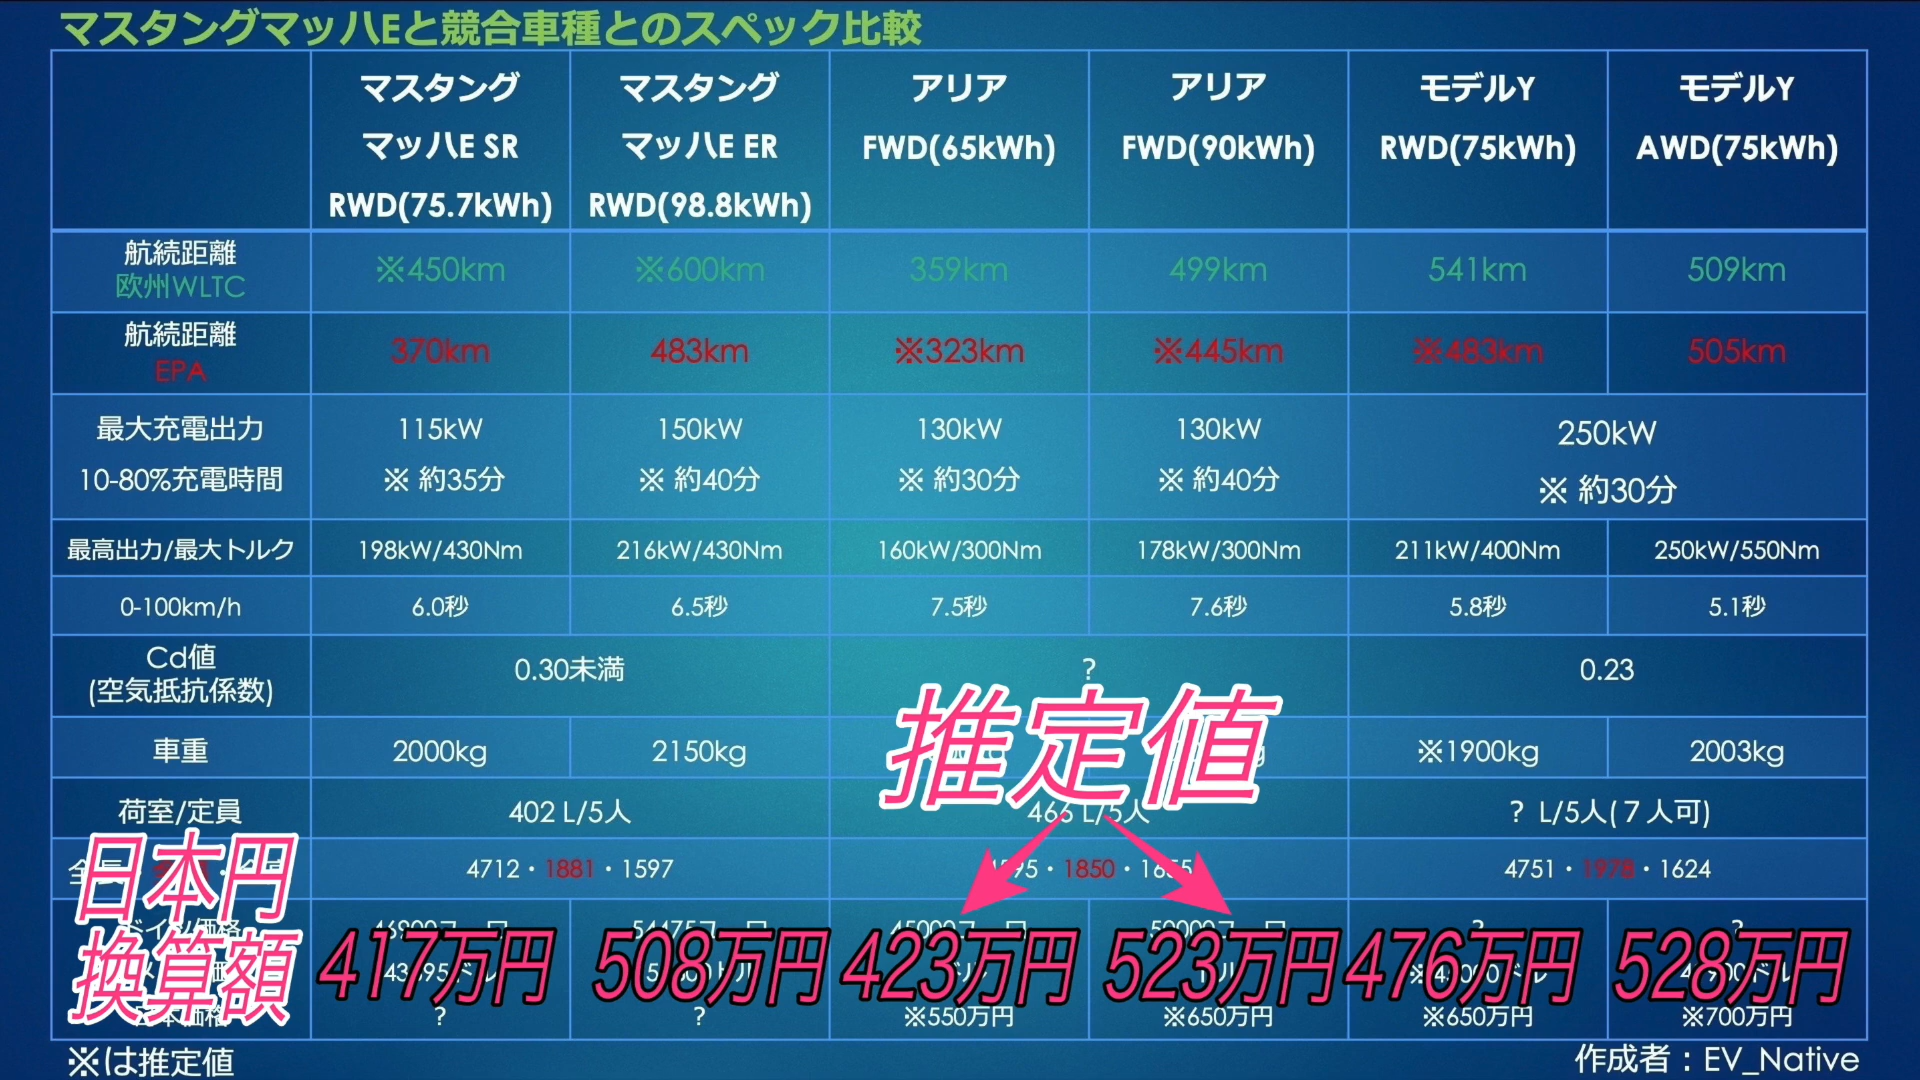 マスタングマッハEと競合車種とのスペック比較
マスタング マスタング アリア アリア モデルY モデルY
マッハE SR マッハE ER FWD(65kWh) FWD(90kWh) RWD(75kWh) AWD(75kWh)
RWD(75.7kWh) RWD(98.8kWh)
航続距離
欧州WLTC ※450km ※600km 359km 499km 541km 509km
航続距離
EPA 370km 483km ※323km ※445km ※483km 505km
最大充電出力 115kW 150kW 130kW 130kW 250kW
10-80%充電時間 ※ 約35分 ※ 約40分 ※ 約30分 ※ 約40分 ※ 約30分
最高出力/最大トルク 198kW/430Nm 216kW/430Nm 160kW/300Nm 178kW/300Nm 211kW/400Nm 250kW/550Nm
0-100km/h 6.0秒 6.5秒 7.5秒 7.6秒 5.8秒 5.1秒
Cd値
(空気抵抗係数) 0.30未満 ? 0.23
推定値
車重 2000kg 2150kg ※1900kg 2003kg
荷室/定員 402 L/5人 466 L/5人 ? L/5人(7人可)
4712・1881・1597 1850 4751・1978・1624
日本円
換算額 417万円 508万円 423万円 523万円 476万円 528万円
? ? ※550万円 ※650万円 ※650万円 ※700万円
※は推定値
作成者：EV_Native